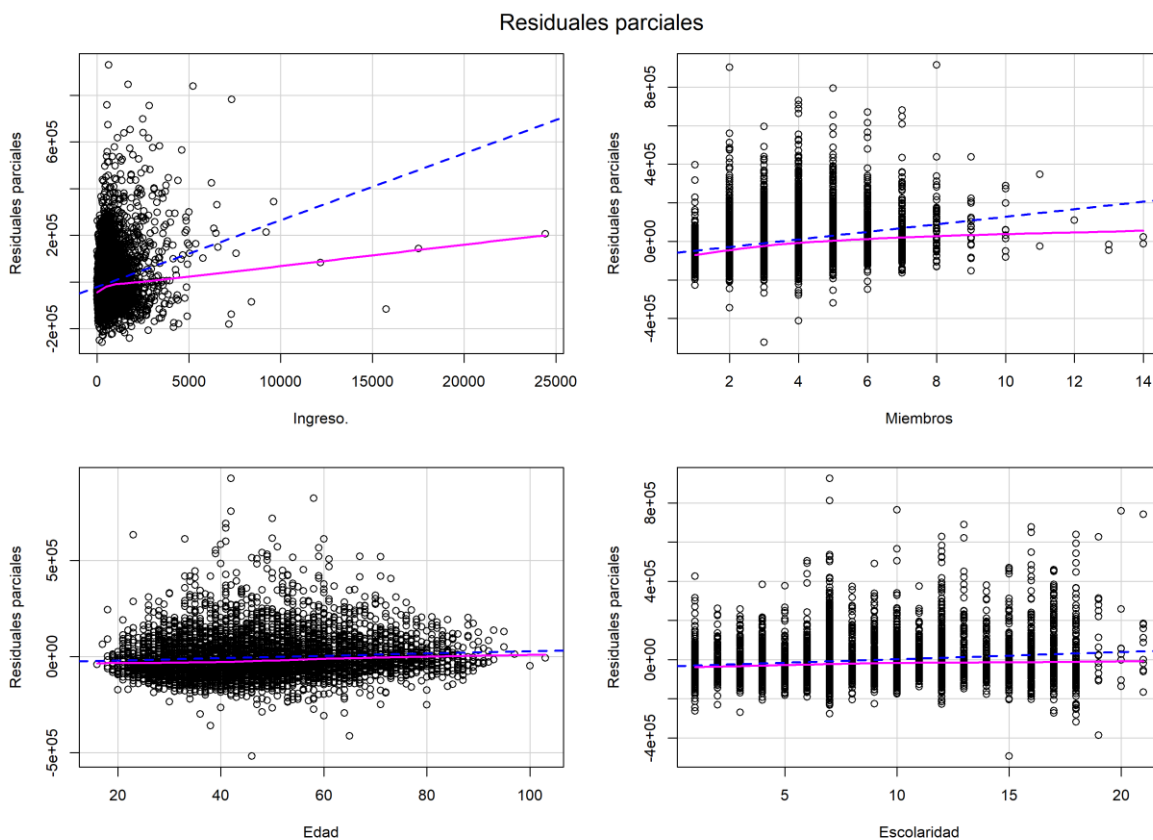 Residuales parciales
Residuales parciales
-2e+05
2e+05
6e+05
0
5000
10000
15000
20000
25000
Ingreso.
Residuales parciales
-4e+05
0e+00
4e+05
8e+05
2
4
6
8
10
12
14
Miembros
Residuales parciales
-5e+05
0e+00
5e+05
20
40
60
80
100
Edad
Residuales parciales
-4e+05
0e+00
4e+05
8e+05
5
10
15
20
Escolaridad